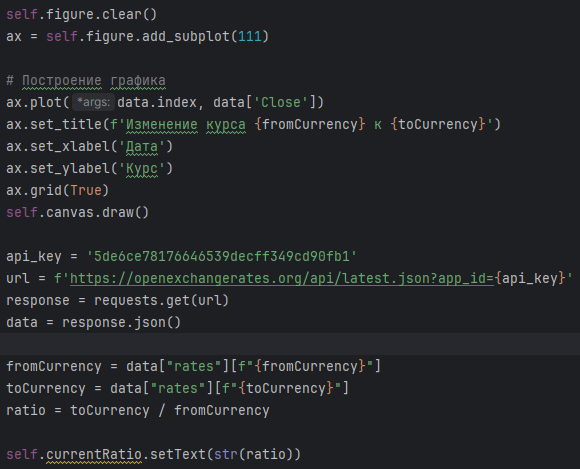 self.figure.clear()
ax = self.figure.add_subplot(111)
# Построение графика
ax.plot( *args: data.index, data['Close'])
ax.set_title(f'Изменение курса {fromCurrency} к {toCurrency}')
ax.set_xlabel('Дата')
ax.set_ylabel('Курс')
ax.grid(True)
self.canvas.draw()
api_key = '5de6ce78176646539decff349cd90fb1'
url = f'https://openexchangerates.org/api/latest.json?app_id={api_key}'
response = requests.get(url)
data = response.json()
fromCurrency = data["rates"][f"{fromCurrency}"]
toCurrency = data["rates"][f"{toCurrency}"]
ratio = toCurrency / fromCurrency
self.currentRatio.setText(str(ratio))